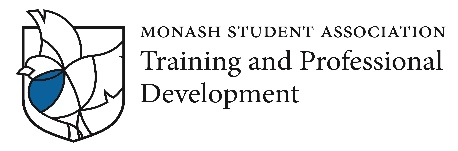 MONASH STUDENT ASSOCIATION
Training and Professional
Development